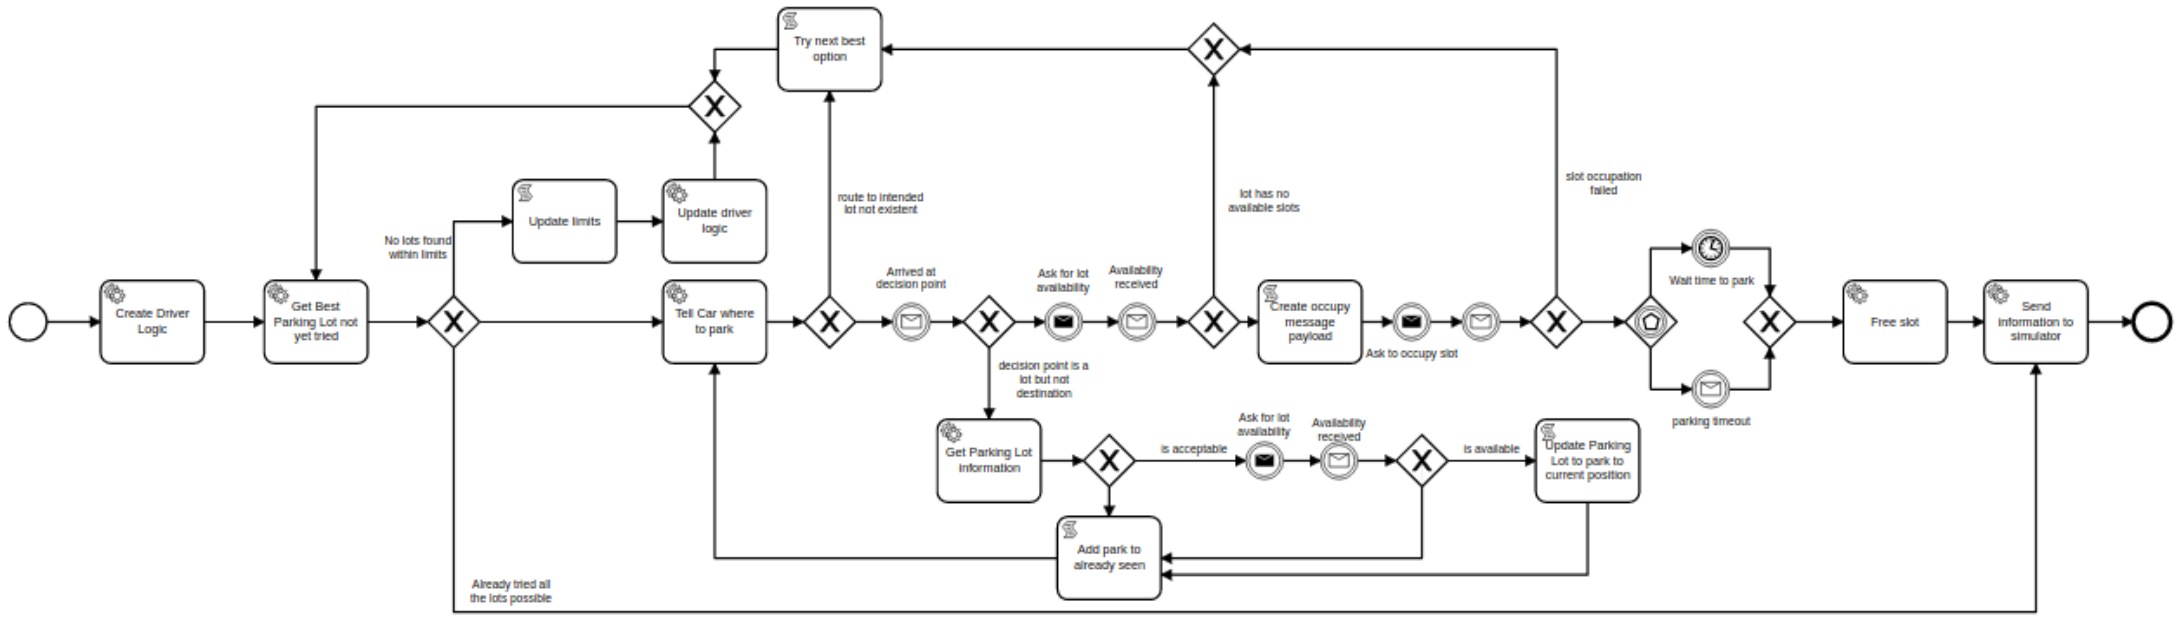 Try next best
option
route to intended
lot not existent
lot has no
available slots
slot occupation
failed
No lots found
within limits
Update limits
Update driver
logic
Create Driver
Logic
Get Best
Parking Lot not
yet tried
Tell Car where
to park
Arrived at
decision point
Ask for lot
availability
Availability
received
Create occupy
message
payload
Ask to occupy slot
Wait time to park
parking timeout
Free slot
Send
information to
simulator
decision point is a
lot but not
destination
Get Parking Lot
information
is acceptable
Ask for lot
availability
Availability
received
is available
Update Parking
Lot to park to
current position
Add park to
already seen
Already tried all
the lots possible